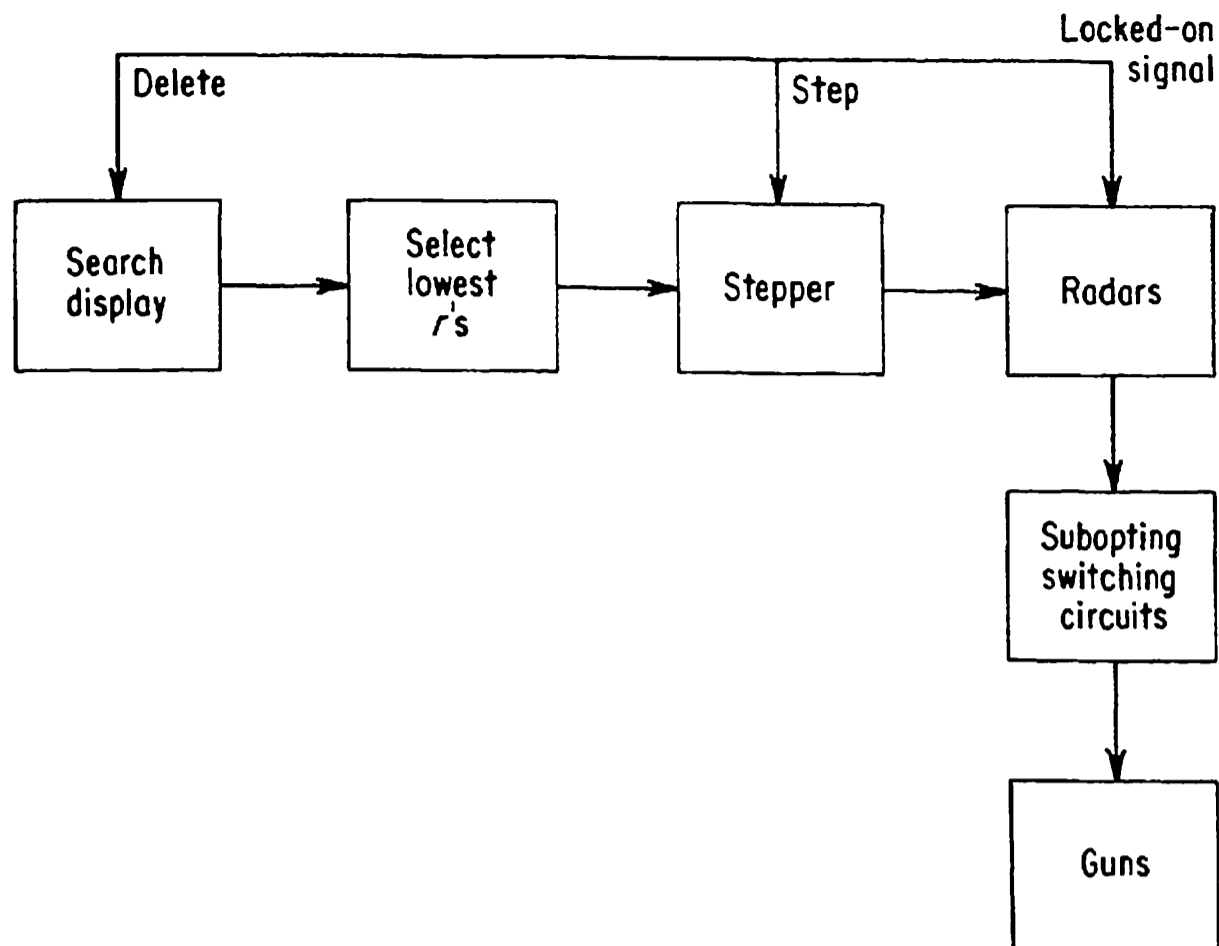 Locked-on
signal
Delete
Step
Search
display
Select
lowest
r's
Stepper
Radars
Subopting
switching
circuits
Guns